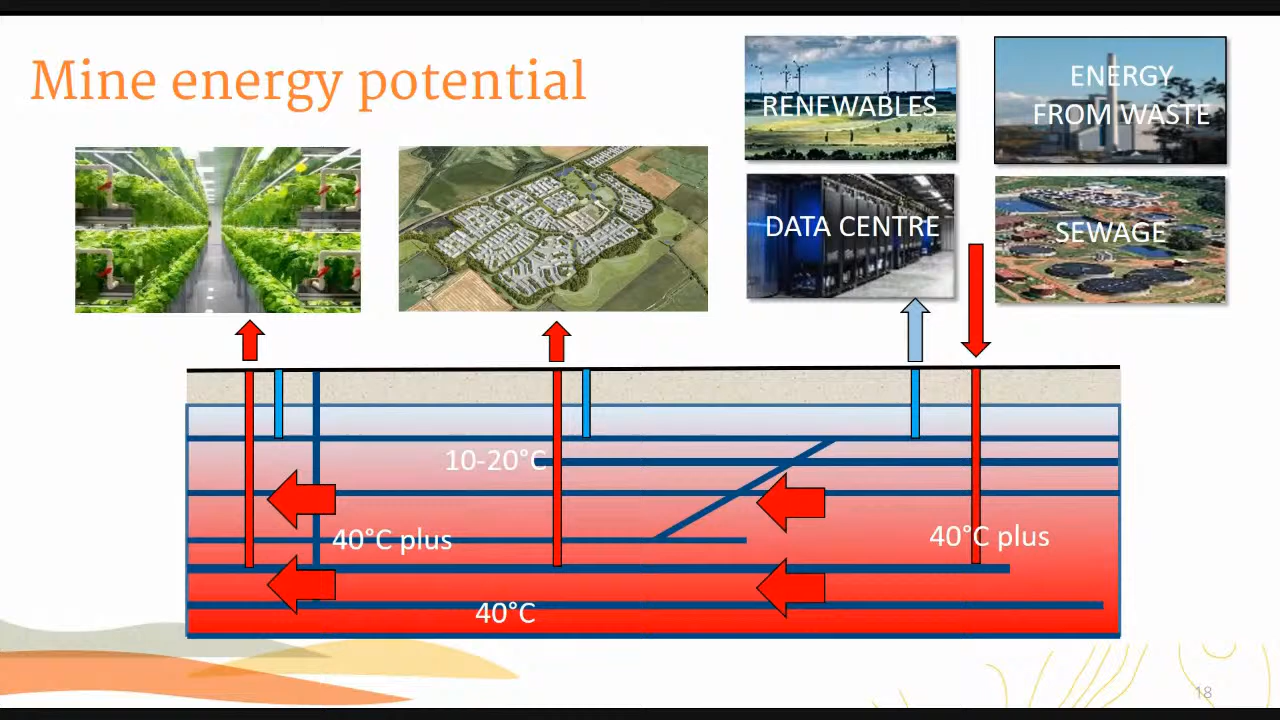 Mine energy potential
RENEWABLES
ENERGY
FROM WASTE
DATA CENTRE
SEWAGE
10-20°C
40°C plus
40°C plus
40°C
18